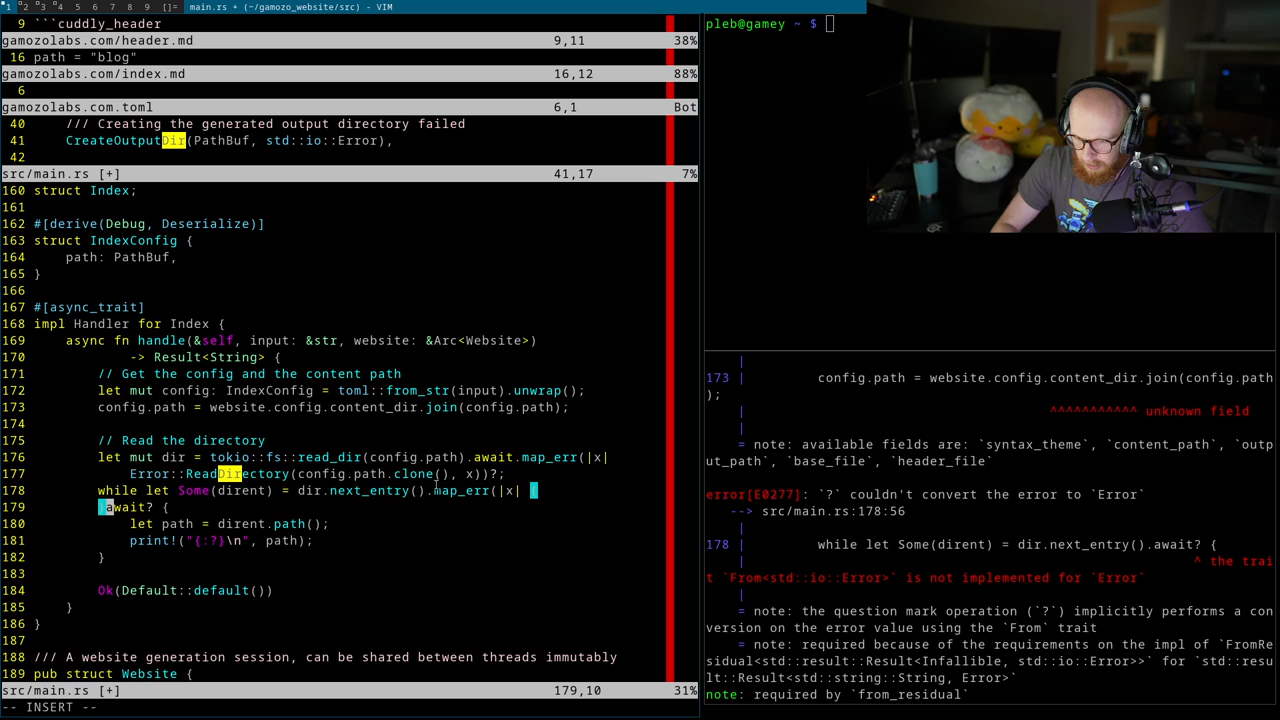 1 2 3 4 5 6 7 8 9 []= main.rs + (~/gamozo_website/src) - VIM
9 ```cuddly_header
gamozolabs.com/header.md 9,11 38%
16 path = "blog"
gamozolabs.com/index.md 16,12 88%
6
gamozolabs.com.toml 6,1 Bot
40 /// Creating the generated output directory failed
41 CreateOutputDir(PathBuf, std::io::Error),
42
src/main.rs [+] 41,17 7%
160 struct Index;
161
162 #[derive(Debug, Deserialize)]
163 struct IndexConfig {
164 path: PathBuf,
165 }
166
167 #[async_trait]
168 impl Handler for Index {
169 async fn handle(&self, input: &str, website: &Arc<Website>)
170 -> Result<String> {
171 // Get the config and the content path
172 let mut config: IndexConfig = toml::from_str(input).unwrap();
173 config.path = website.config.content_dir.join(config.path);
174
175 // Read the directory
176 let mut dir = tokio::fs::read_dir(config.path).await.map_err(|x|
177 Error::ReadDirectory(config.path.clone(), x))?;
178 while let Some(dirent) = dir.next_entry().map_err(|x| {
179 }await? {
180 let path = dirent.path();
181 print!("{:?}\n", path);
182 }
183
184 Ok(Default::default())
185 }
186 }
187
188 /// A website generation session, can be shared between threads immutably
189 pub struct Website {
src/main.rs [+] 179,10 31%
-- INSERT --
pleb@gamey ~ $
|
173 | config.path = website.config.content_dir.join(config.path
);
| ^^^^^^^^^^^ unknown field
|
= note: available fields are: `syntax_theme`, `content_path`, `outp
ut_path`, `base_file`, `header_file`
error[E0277]: `?` couldn't convert the error to `Error`
--> src/main.rs:178:56
|
178 | while let Some(dirent) = dir.next_entry().await? {
| ^ the trai
t `From<std::io::Error>` is not implemented for `Error`
|
= note: the question mark operation (`?`) implicitly performs a con
version on the error value using the `From` trait
= note: required because of the requirements on the impl of `FromRe
sidual<std::result::Result<Infallible, std::io::Error>>` for `std::resu
lt::Result<std::string::String, Error>`
note: required by `from_residual`